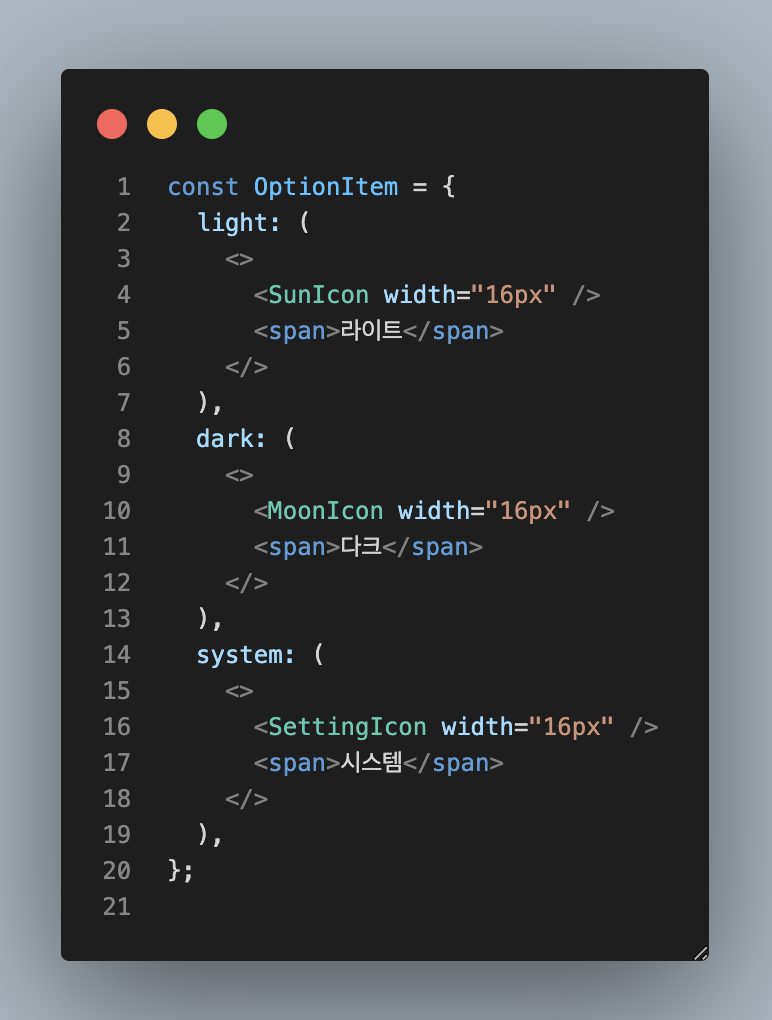 1 const OptionItem = {
2   light: (
3     <>
4       <SunIcon width="16px" />
5       <span>라이트</span>
6     </>
7   ),
8   dark: (
9     <>
10       <MoonIcon width="16px" />
11       <span>다크</span>
12     </>
13   ),
14   system: (
15     <>
16       <SettingIcon width="16px" />
17       <span>시스템</span>
18     </>
19   ),
20 };
21